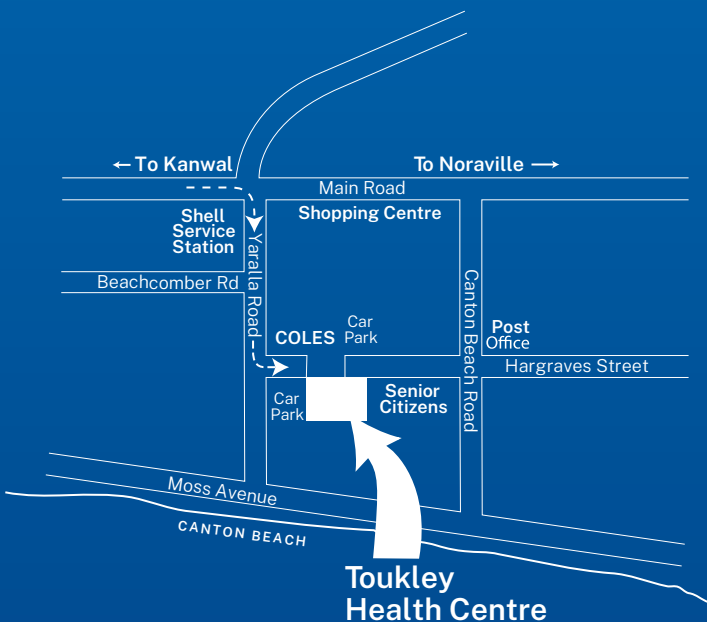 ← To Kanwal
To Noraville →
Main Road
Shell
Service
Station
Shopping Centre
Yaralla Road
Beachcomber Rd
Canton Beach Road
COLES
Car
Park
Post
Office
Hargraves Street
Car
Park
Senior
Citizens
Moss Avenue
CANTON BEACH
Toukley
Health Centre